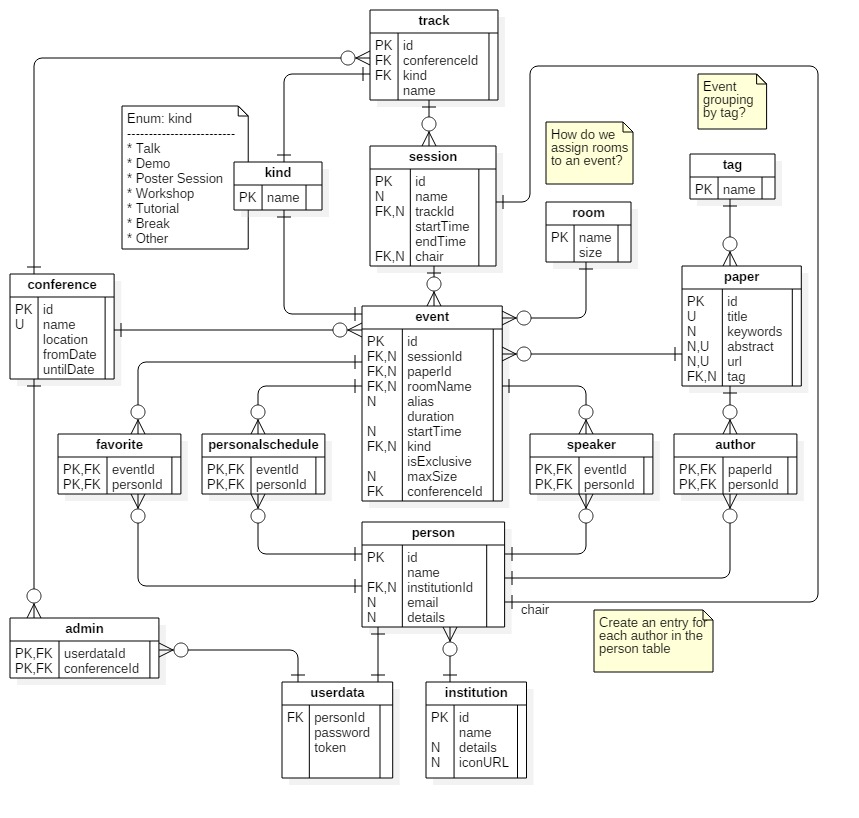 track
PK id
FK conferenceId
FK kind
name
Event
grouping
by tag?
Enum: kind
--------------------------
* Talk
* Demo
* Poster Session
* Workshop
* Tutorial
* Break
* Other
How do we
assign rooms
to an event?
session
PK id
N name
FK,N trackId
startTime
endTime
FK,N chair
kind
PK name
tag
PK name
room
PK name
size
conference
PK id
U name
location
fromDate
untilDate
paper
PK id
U title
N keywords
N,U abstract
N,U url
FK,N tag
event
PK id
FK,N sessionId
FK,N paperId
FK,N roomName
N alias
duration
N startTime
FK,N kind
isExclusive
N maxSize
FK conferenceId
favorite
PK,FK eventId
PK,FK personId
personalschedule
PK,FK eventId
PK,FK personId
speaker
PK,FK eventId
PK,FK personId
author
PK,FK paperId
PK,FK personId
person
PK id
name
FK,N institutionId
N email
N details
chair
Create an entry for
each author in the
person table
admin
PK,FK userdataId
PK,FK conferenceId
userdata
FK personId
password
token
institution
PK id
name
N details
N iconURL